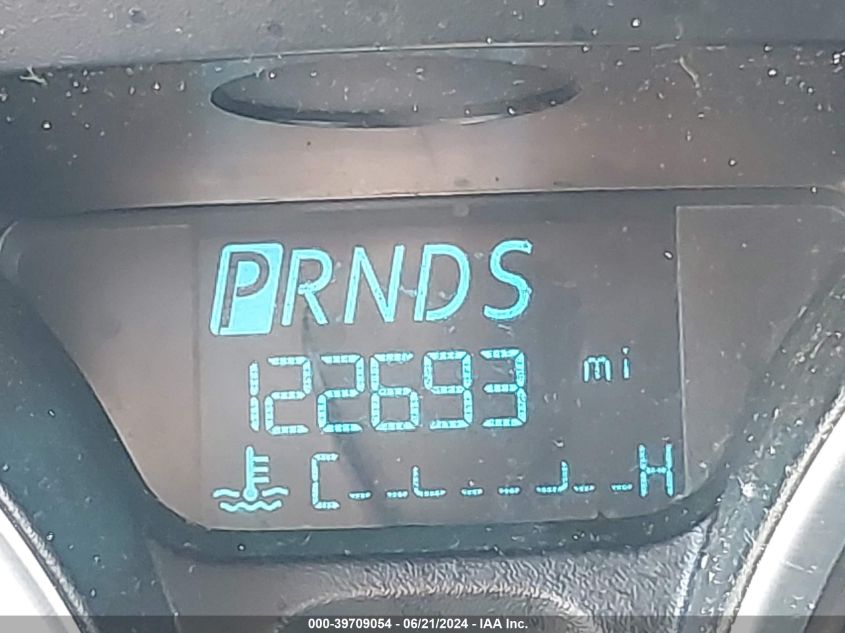 PRNDS
122693 mi
C H
000-39709054 - 06/21/2024 - IAA Inc.